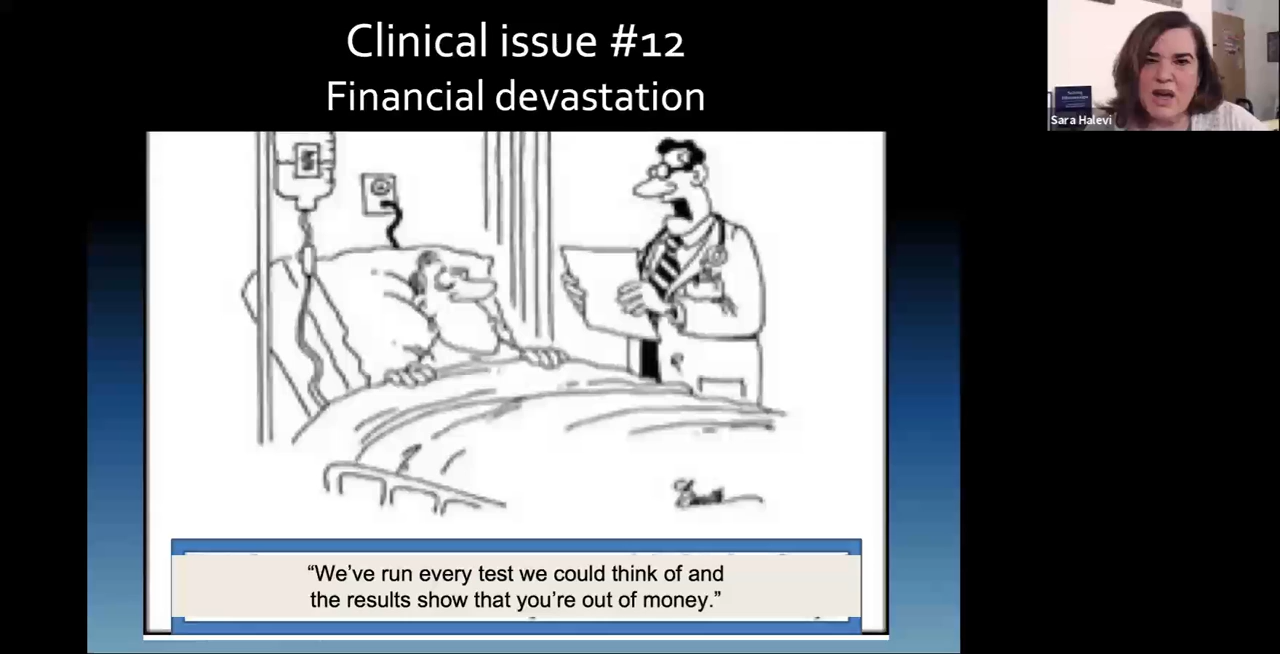 Clinical issue #12
Financial devastation
Sara Halevi
“We’ve run every test we could think of and
the results show that you’re out of money.”